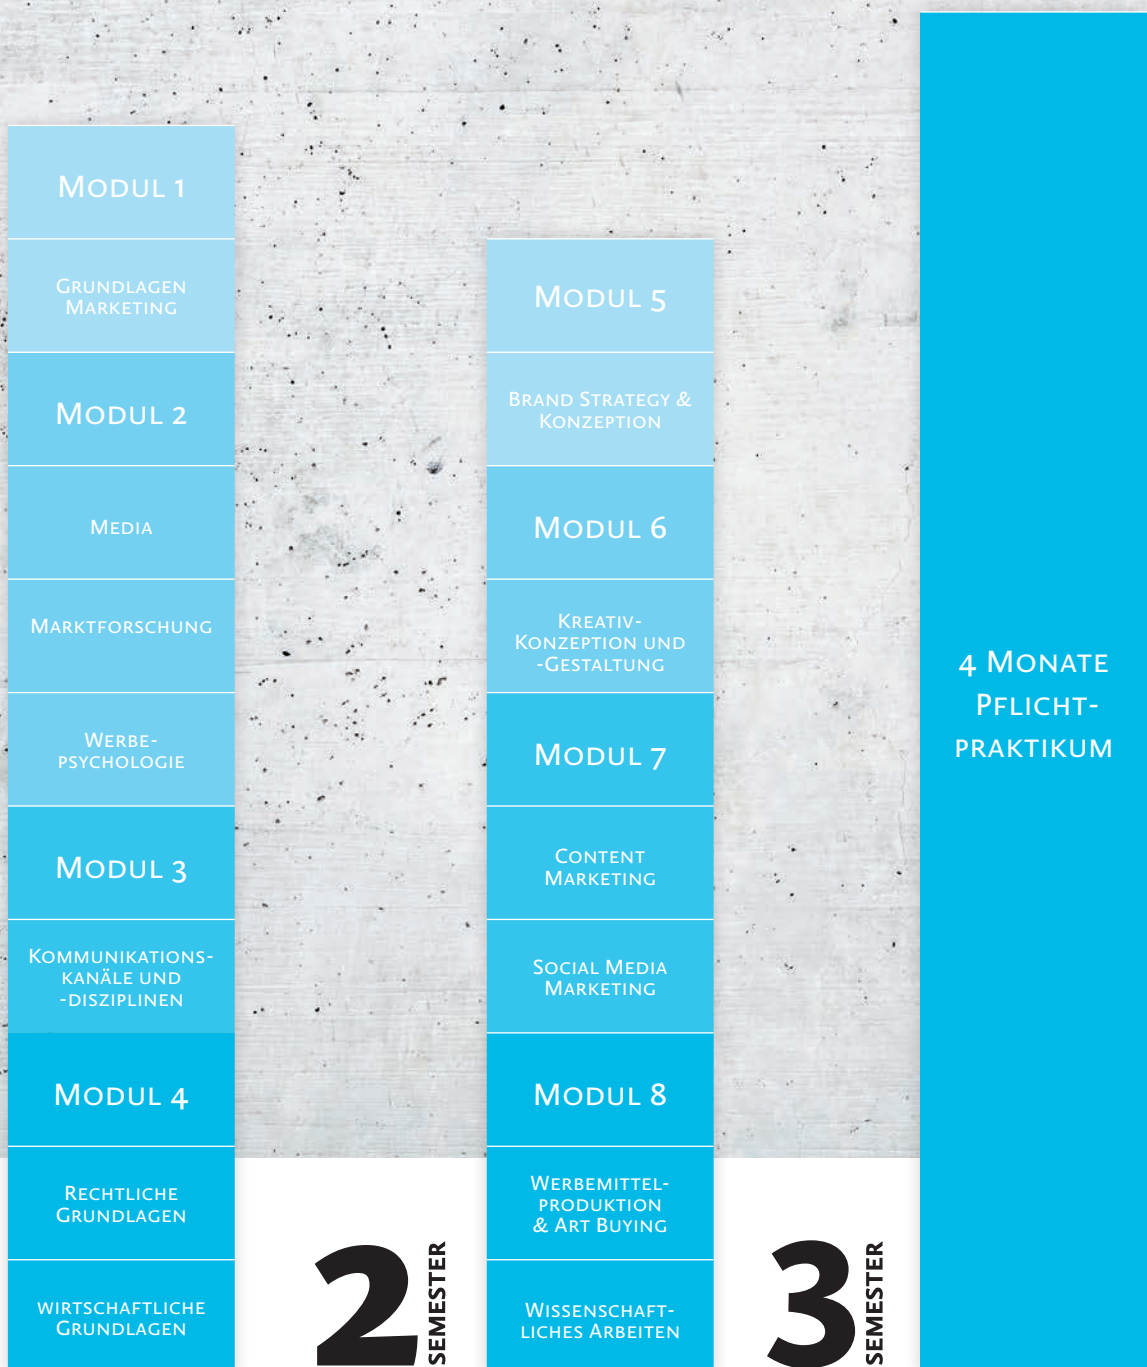 Modul 1
Grundlagen
Marketing
Modul 2
Media
Marktforschung
Werbe-
psychologie
Modul 3
Kommunikations-
kanäle und
-disziplinen
Modul 4
Rechtliche
Grundlagen
wirtschaftliche
Grundlagen
2
SEMESTER
Modul 5
Brand Strategy &
Konzeption
Modul 6
Kreativ-
Konzeption und
-Gestaltung
Modul 7
Content
Marketing
Social Media
Marketing
Modul 8
Werbemittel-
produktion
& Art Buying
Wissenschaft-
liches Arbeiten
3
SEMESTER
4 Monate
Pflicht-
praktikum